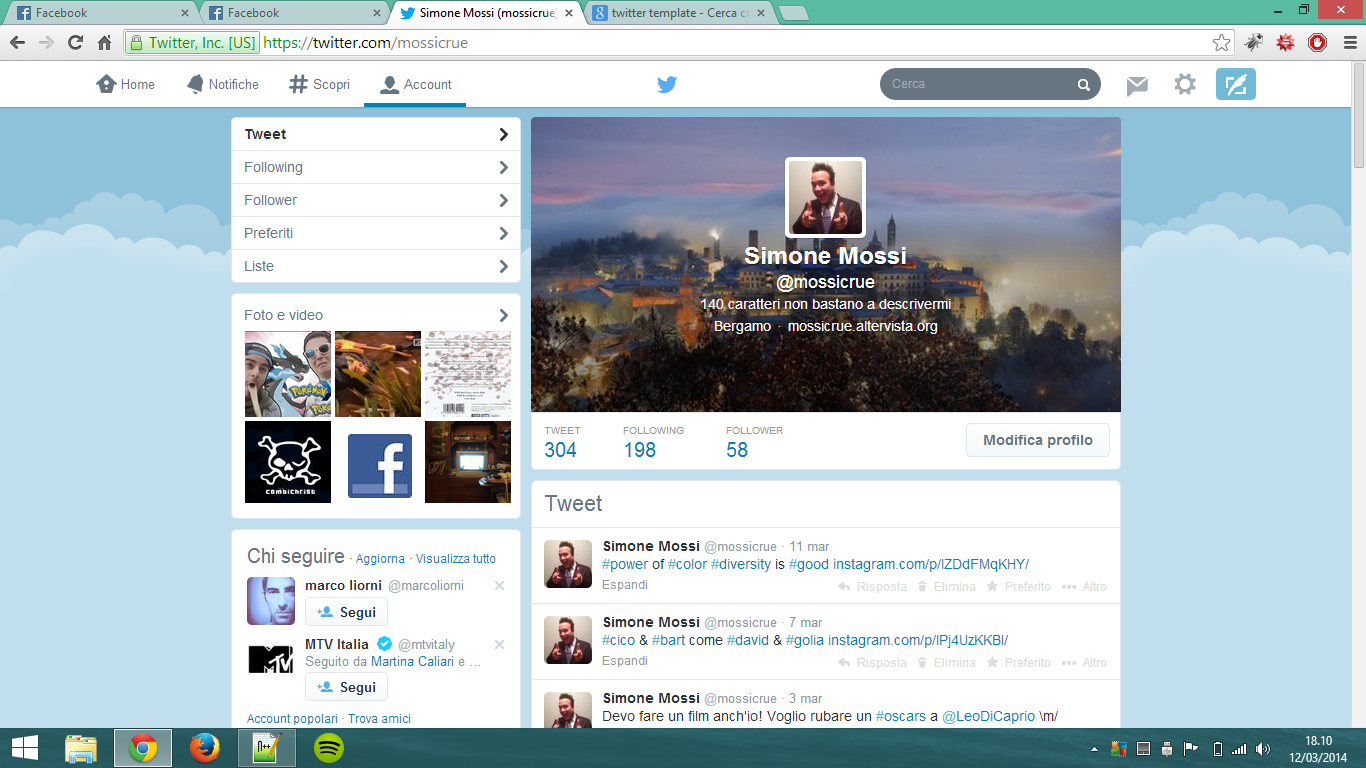 Facebook
Facebook
Simone Mossi (mossicrue)
twitter template - Cerca c
Twitter, Inc. [US] https://twitter.com/mossicrue
Home
Notifiche
Scopri
Account
Cerca
Tweet
Following
Follower
Preferiti
Liste
Foto e video
POKéMON
combichrist
f
Chi seguire · Aggiorna · Visualizza tutto
marco liorni @marcoliorni
Segui
MTV Italia @mtvitaly
Seguito da Martina Caliari e ...
Segui
Account popolari · Trova amici
Simone Mossi
@mossicrue
140 caratteri non bastano a descrivermi
Bergamo · mossicrue.altervista.org
TWEET
304
FOLLOWING
198
FOLLOWER
58
Modifica profilo
Tweet
Simone Mossi @mossicrue · 11 mar
#power of #color #diversity is #good instagram.com/p/lZDdFMqKHY/
Espandi
Risposta Elimina Preferito Altro
Simone Mossi @mossicrue · 7 mar
#cico & #bart come #david & #golia instagram.com/p/lPj4UzKKBl/
Espandi
Risposta Elimina Preferito Altro
Simone Mossi @mossicrue · 3 mar
Devo fare un film anch'io! Voglio rubare un #oscars a @LeoDiCaprio \m/
18.10
12/03/2014